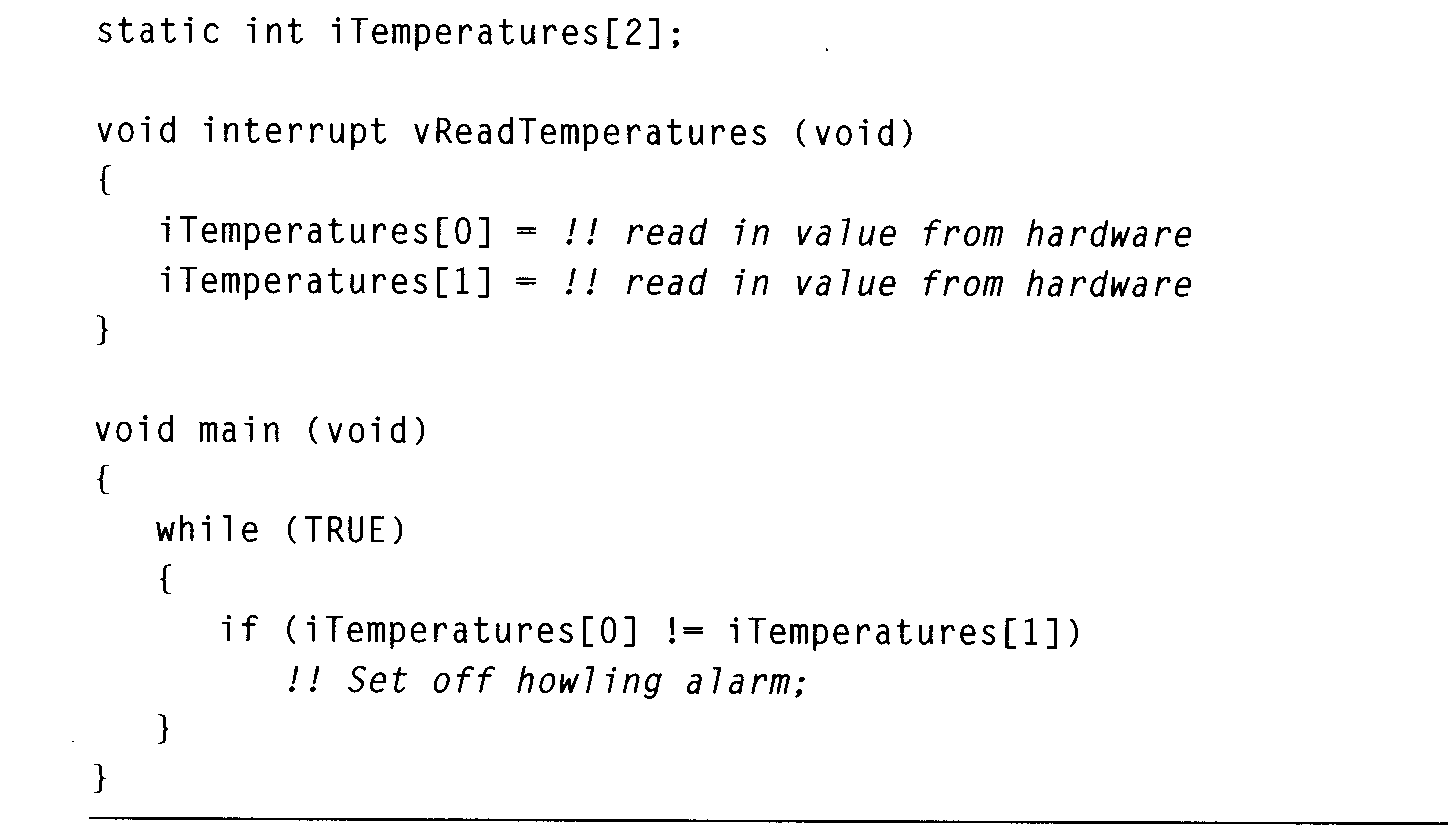 static int iTemperatures[2];
void interrupt vReadTemperatures (void)
{
iTemperatures[0] = !! read in value from hardware
iTemperatures[1] = !! read in value from hardware
}
void main (void)
{
while (TRUE)
{
if (iTemperatures[0] != iTemperatures[1])
!! Set off howling alarm;
}
}